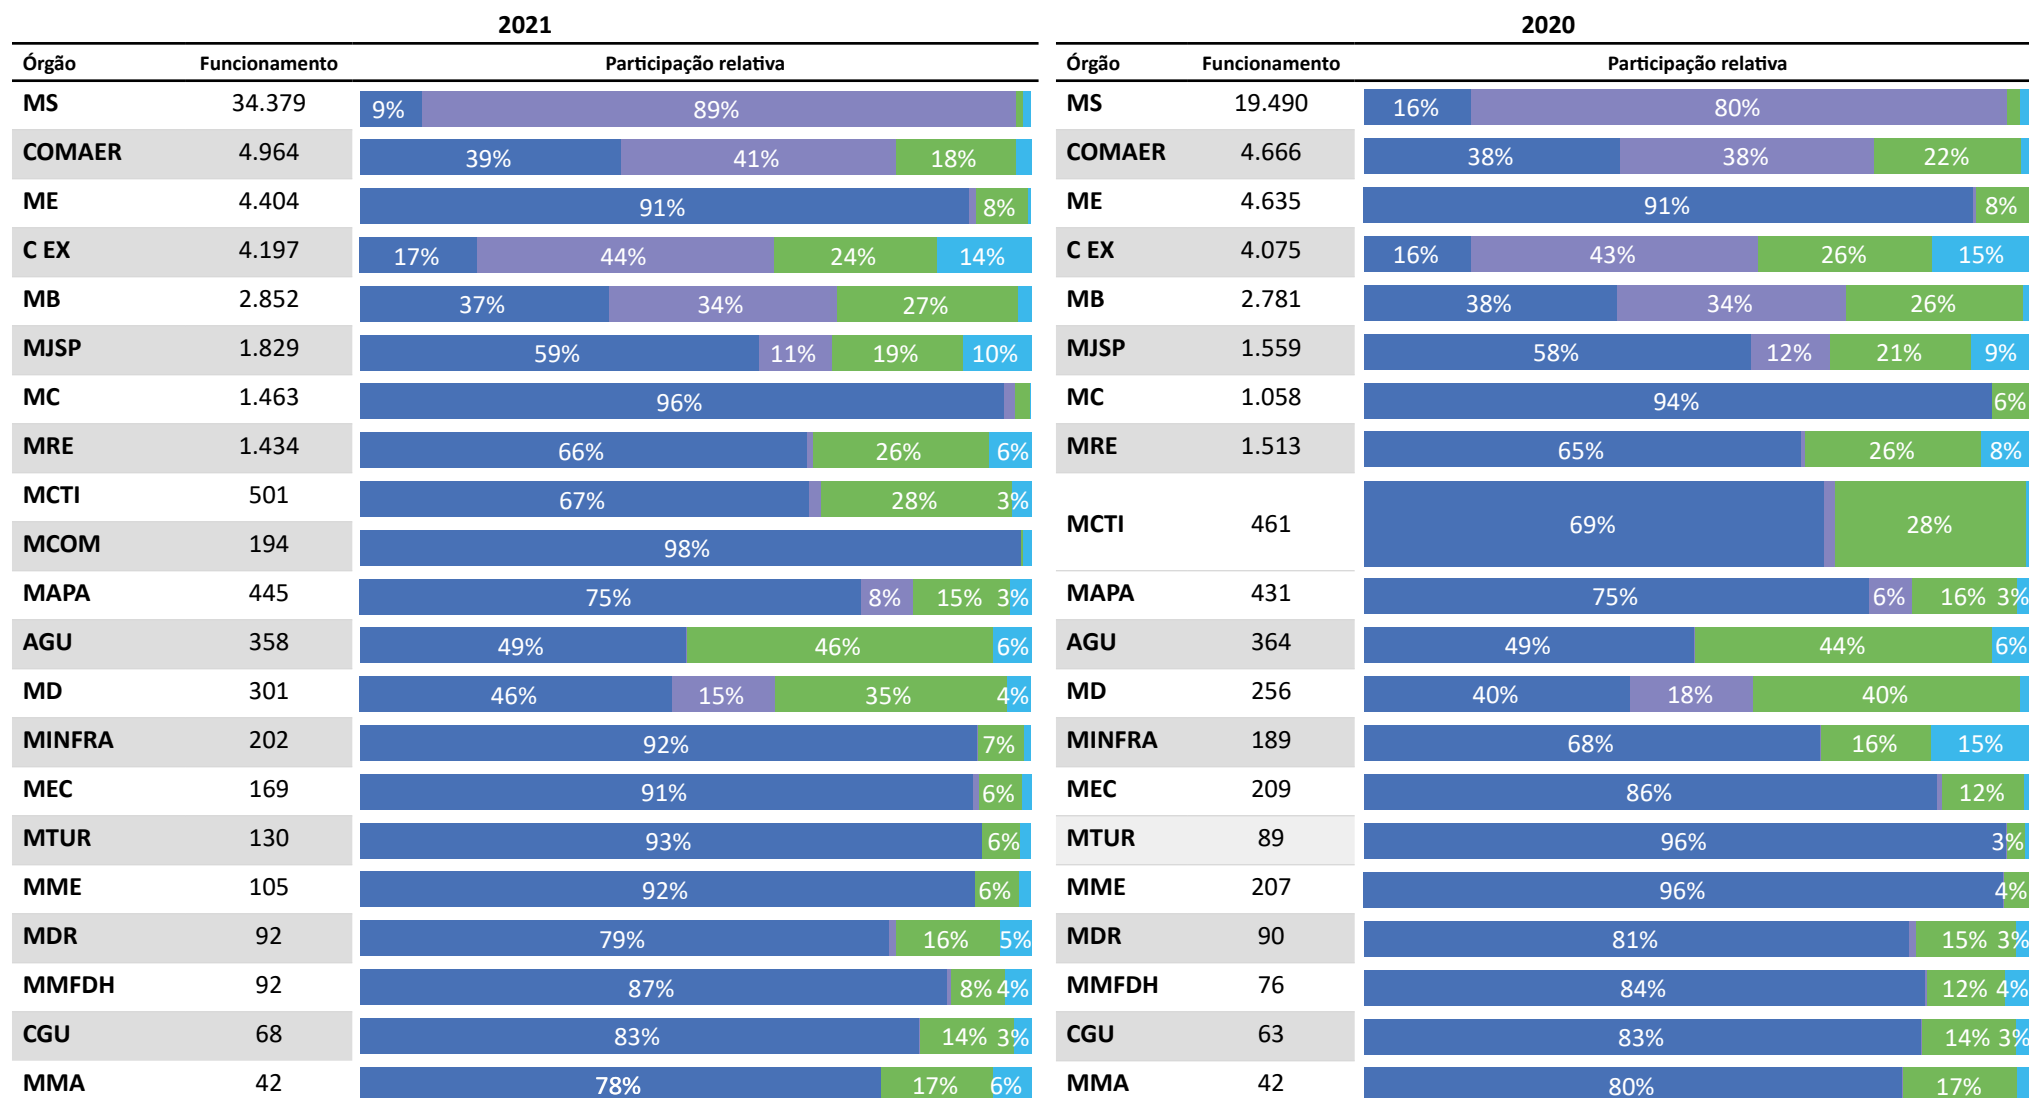 2021
2020
Órgão Funcionamento Participação relativa
Órgão Funcionamento Participação relativa
MS 34.379 9% 89%
MS 19.490 16% 80%
COMAER 4.964 39% 41% 18%
COMAER 4.666 38% 38% 22%
ME 4.404 91% 8%
ME 4.635 91% 8%
C EX 4.197 17% 44% 24% 14%
C EX 4.075 16% 43% 26% 15%
MB 2.852 37% 34% 27%
MB 2.781 38% 34% 26%
MJSP 1.829 59% 11% 19% 10%
MJSP 1.559 58% 12% 21% 9%
MC 1.463 96%
MC 1.058 94% 6%
MRE 1.434 66% 26% 6%
MRE 1.513 65% 26% 8%
MCTI 501 67% 28% 3%
MCTI 461 69% 28%
MCOM 194 98%
MAPA 445 75% 8% 15% 3%
MAPA 431 75% 6% 16% 3%
AGU 358 49% 46% 6%
AGU 364 49% 44% 6%
MD 301 46% 15% 35% 4%
MD 256 40% 18% 40%
MINFRA 202 92% 7%
MINFRA 189 68% 16% 15%
MEC 169 91% 6%
MEC 209 86% 12%
MTUR 130 93% 6%
MTUR 89 96% 3%
MME 105 92% 6%
MME 207 96% 4%
MDR 92 79% 16% 5%
MDR 90 81% 15% 3%
MMFDH 92 87% 8% 4%
MMFDH 76 84% 12% 4%
CGU 68 83% 14% 3%
CGU 63 83% 14% 3%
MMA 42 78% 17% 6%
MMA 42 80% 17%